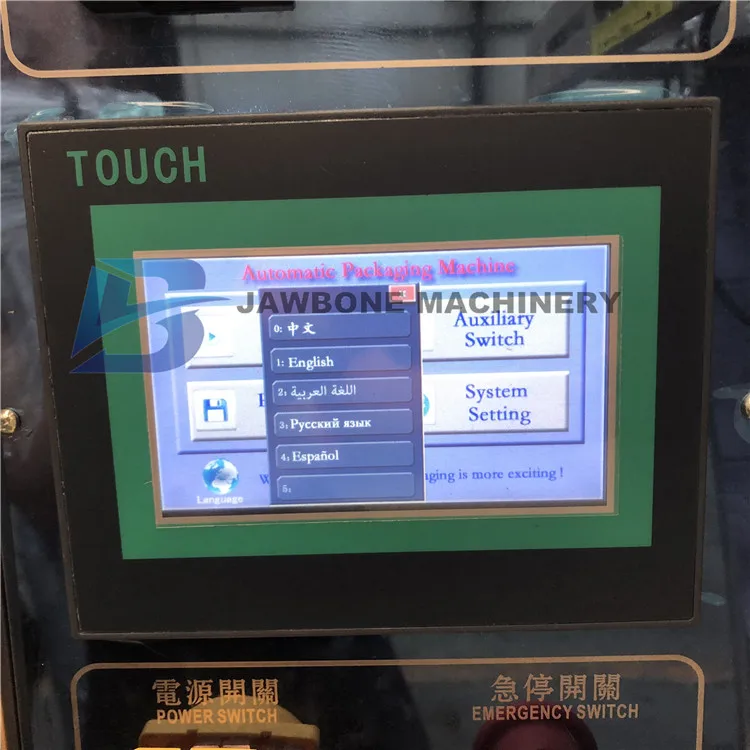 TOUCH
Automatic Packaging Machine
JAWBONE MACHINERY
0: 中文
1: English
2: اللغة العربية
3: Русский язык
4: Español
5:
Auxiliary
Switch
System
Setting
Language
W
aging is more exciting !
電源開關
POWER SWITCH
急停開關
EMERGENCY SWITCH